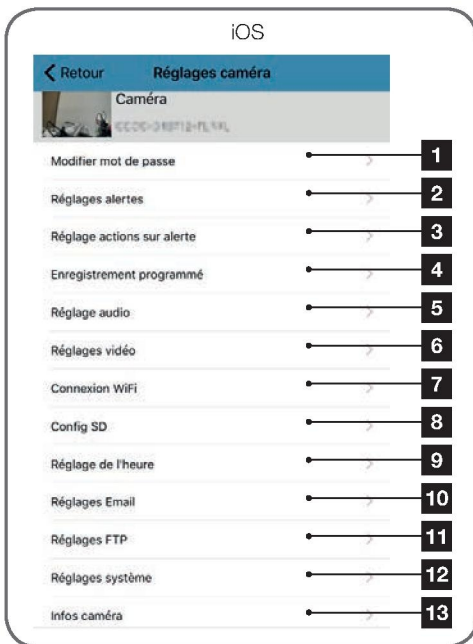 iOS
Retour Réglages caméra
Caméra
Modifier mot de passe 1
Réglages alertes 2
Réglage actions sur alerte 3
Enregistrement programmé 4
Réglage audio 5
Réglages vidéo 6
Connexion WiFi 7
Config SD 8
Réglage de l'heure 9
Réglages Email 10
Réglages FTP 11
Réglages système 12
Infos caméra 13